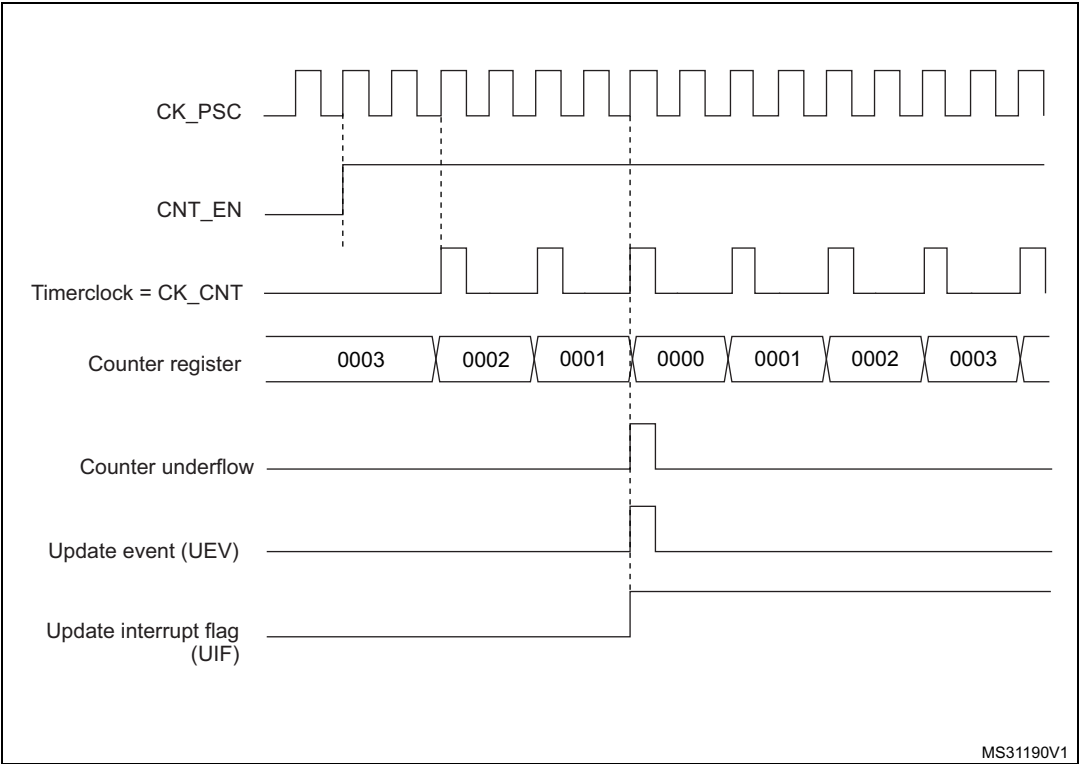 CK_PSC
CNT_EN
Timerclock = CK_CNT
Counter register
0003 0002 0001 0000 0001 0002 0003
Counter underflow
Update event (UEV)
Update interrupt flag
(UIF)
MS31190V1